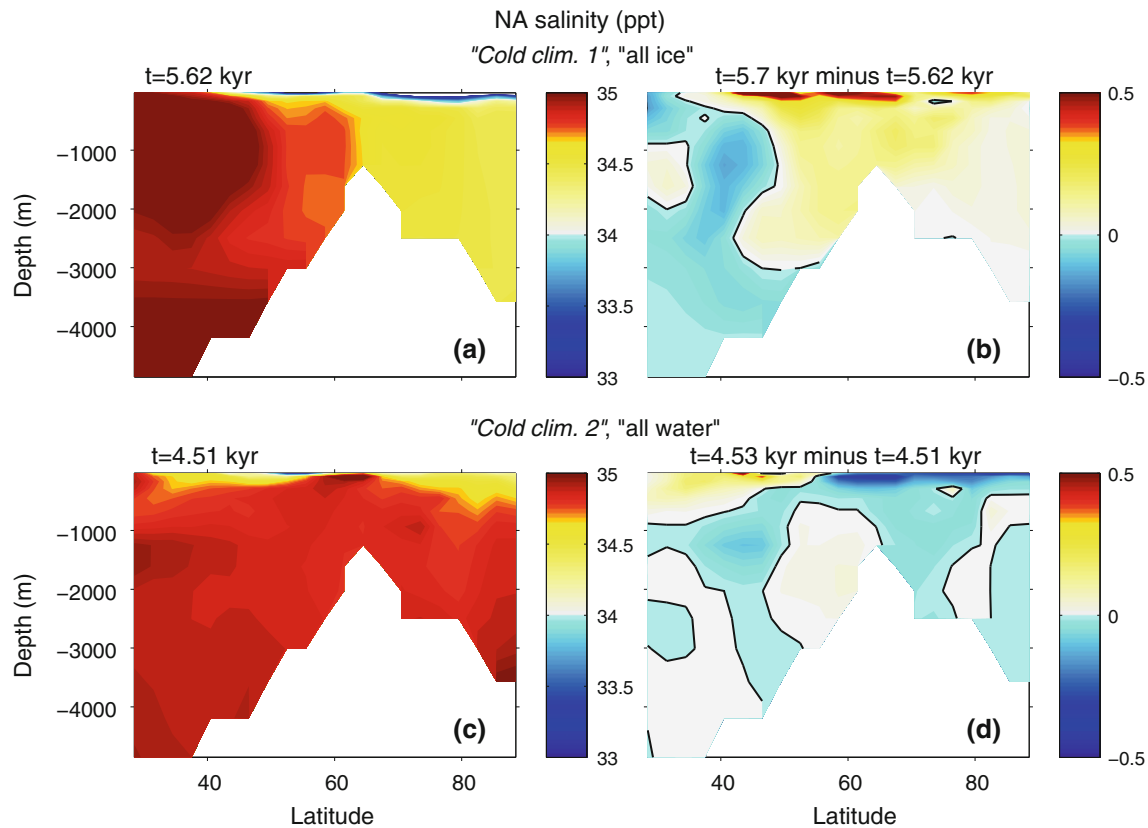 NA salinity (ppt)
"Cold clim. 1", "all ice"
t=5.62 kyr
t=5.7 kyr minus t=5.62 kyr
Depth (m)
−1000
−2000
−3000
−4000
(a)
35
34.5
34
33.5
33
(b)
0.5
0
−0.5
"Cold clim. 2", "all water"
t=4.51 kyr
t=4.53 kyr minus t=4.51 kyr
Depth (m)
−1000
−2000
−3000
−4000
(c)
40
60
80
Latitude
35
34.5
34
33.5
33
(d)
40
60
80
Latitude
0.5
0
−0.5